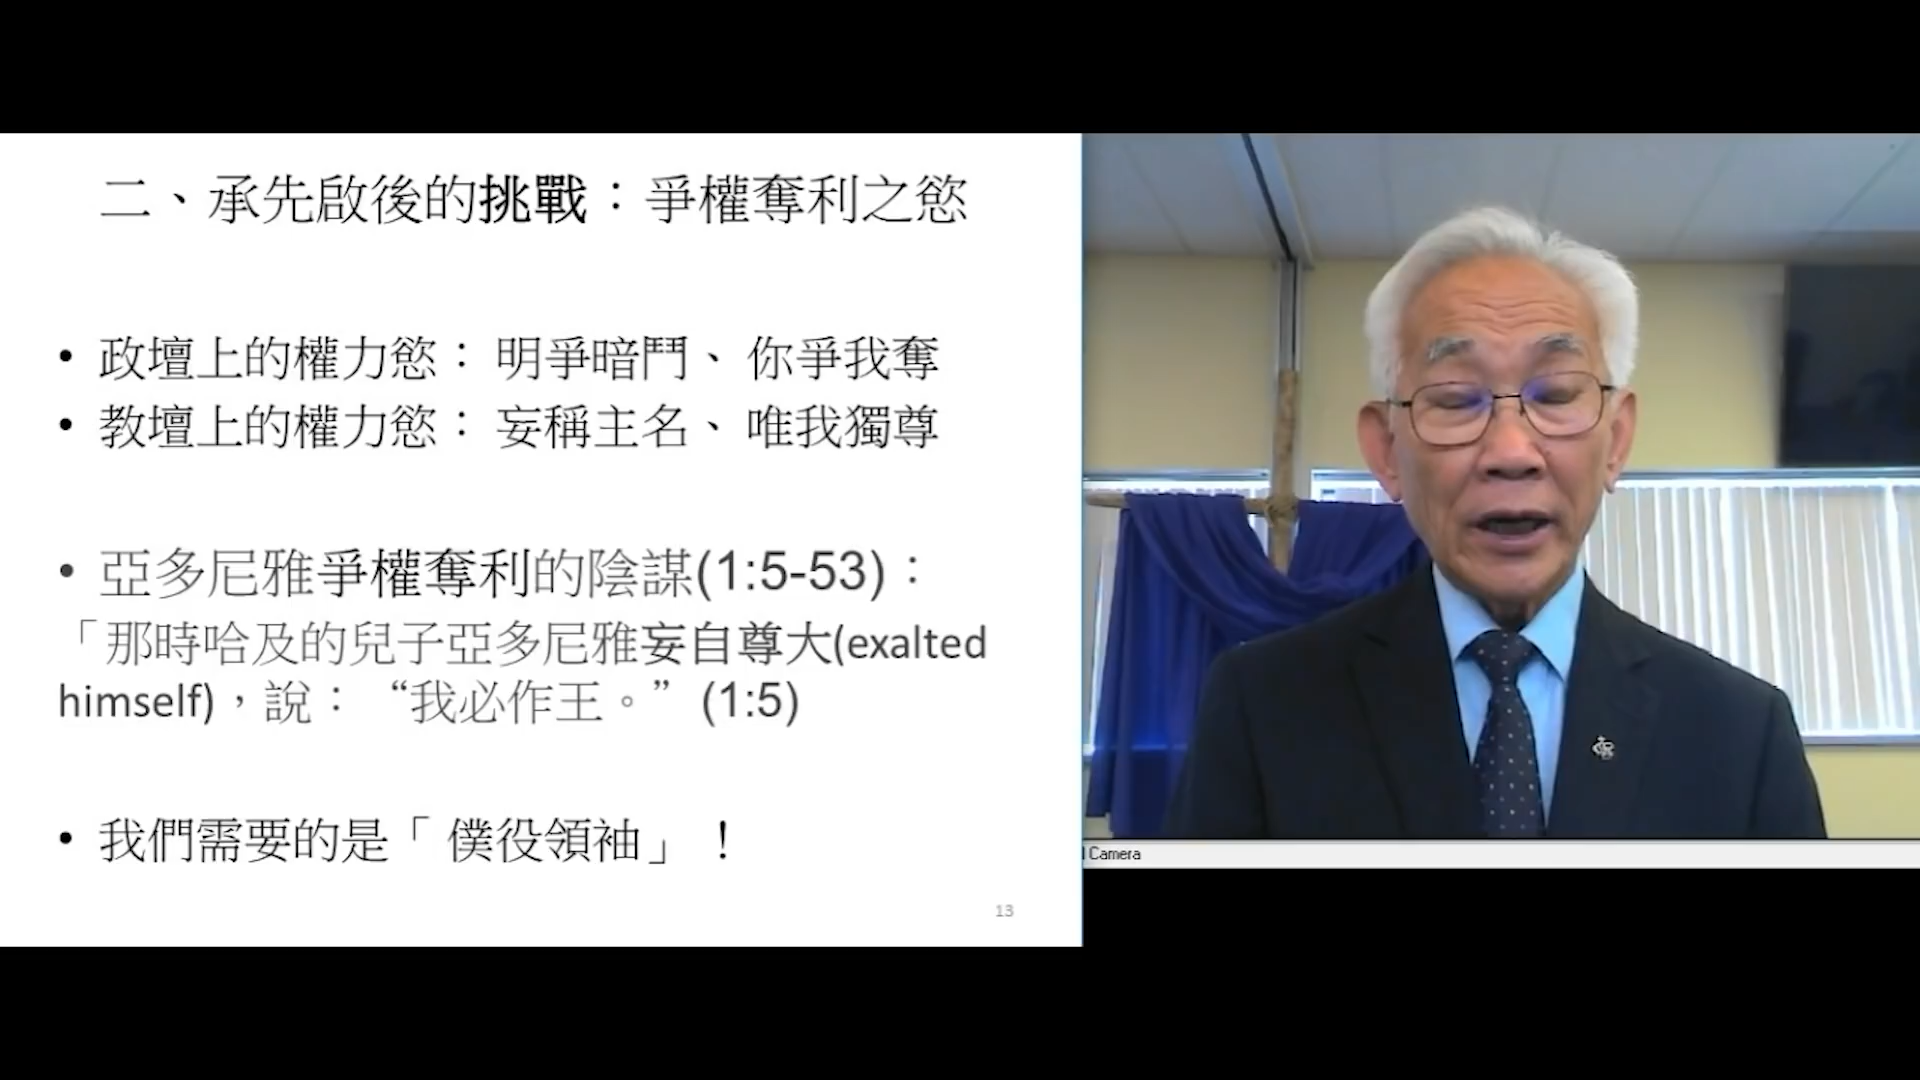 二、承先啟後的挑戰：爭權奪利之慾
• 政壇上的權力慾： 明爭暗鬥、 你爭我奪
• 教壇上的權力慾： 妄稱主名、 唯我獨尊
• 亞多尼雅爭權奪利的陰謀(1:5-53)：
「那時哈及的兒子亞多尼雅妄自尊大(exalted
himself)，說： “我必作王。” (1:5)
• 我們需要的是「 僕役領袖」 ！
13
Camera